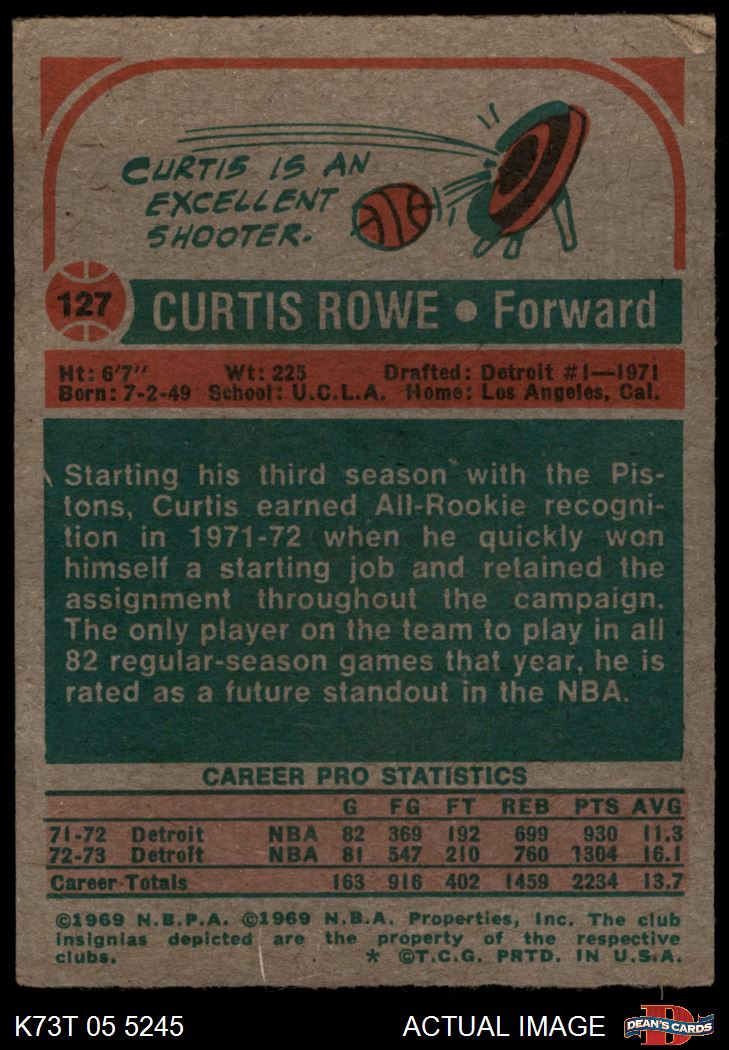 CURTIS IS AN
EXCELLENT
SHOOTER.
127 CURTIS ROWE • Forward
Ht: 6'7" Wt: 225 Drafted: Detroit #1—1971
Born: 7-2-49 School: U.C.L.A. Home: Los Angeles, Cal.
Starting his third season with the Pis-
tons, Curtis earned All-Rookie recogni-
tion in 1971-72 when he quickly won
himself a starting job and retained the
assignment throughout the campaign.
The only player on the team to play in all
82 regular-season games that year, he is
rated as a future standout in the NBA.
CAREER PRO STATISTICS
G FG FT REB PTS AVG
71-72 Detroit NBA 82 369 192 699 930 11.3
72-73 Detroit NBA 81 547 210 760 1304 16.1
Career Totals 163 916 402 1459 2234 13.7
©1969 N.B.P.A. ©1969 N.B.A. Properties, Inc. The club
insignias depicted are the property of the respective
clubs. * ©T.C.G. PRTD. IN U.S.A.
K73T 05 5245 ACTUAL IMAGE D DEAN'S CARDS